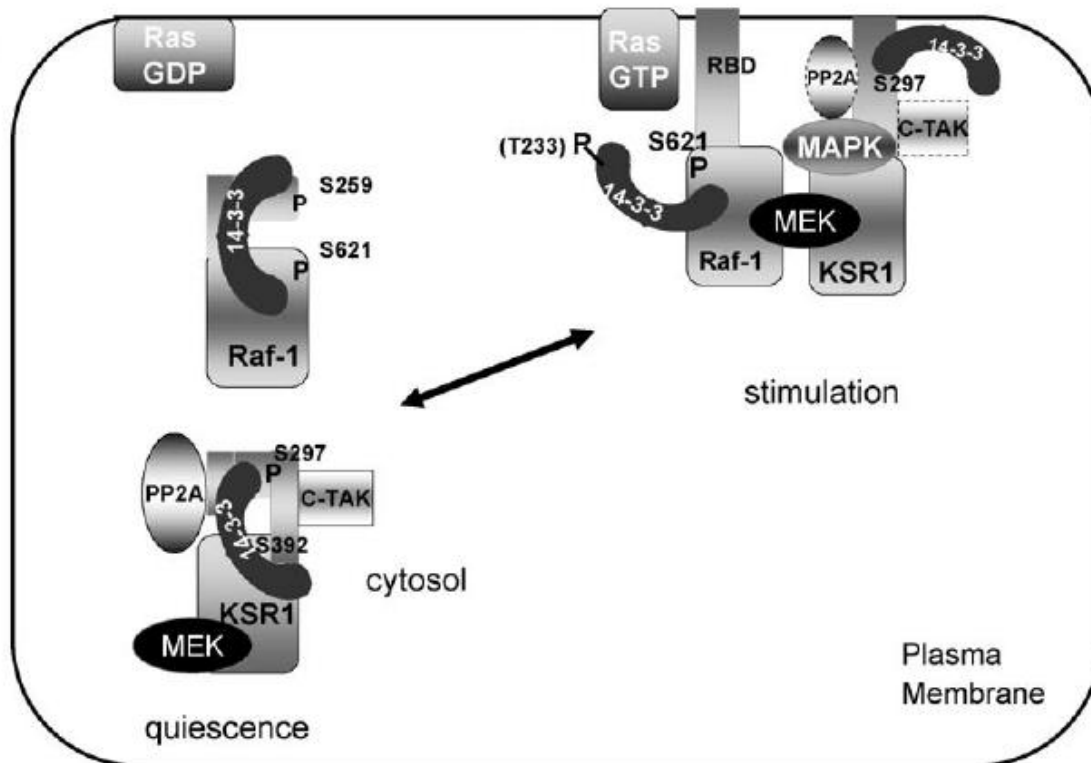 Ras
GDP
14-3-3
S259
P
S621
P
Raf-1
PP2A
S297
P
C-TAK
14-3-3
S392
KSR1
MEK
cytosol
quiescence
Ras
GTP
RBD
PP2A
14-3-3
S297
C-TAK
(T233) P
S621
P
MAPK
14-3-3
MEK
Raf-1
KSR1
stimulation
Plasma
Membrane